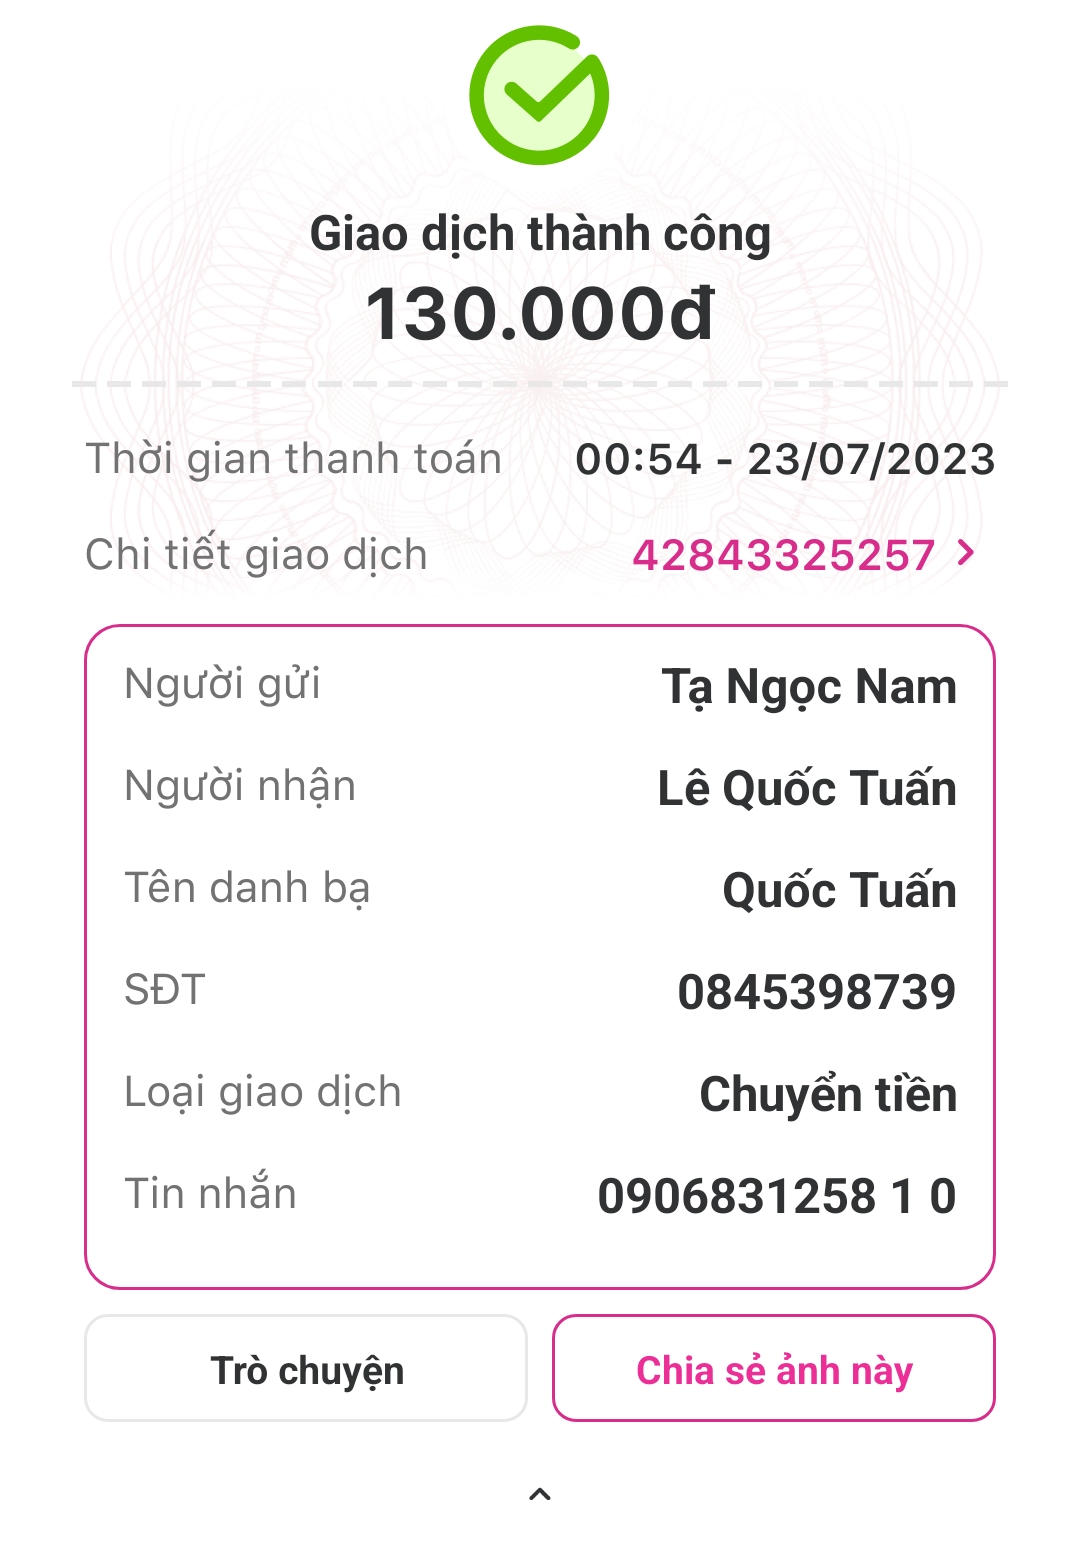 Giao dịch thành công
130.000đ
Thời gian thanh toán 00:54 - 23/07/2023
Chi tiết giao dịch 42843325257
Người gửi Tạ Ngọc Nam
Người nhận Lê Quốc Tuấn
Tên danh bạ Quốc Tuấn
SĐT 0845398739
Loại giao dịch Chuyển tiền
Tin nhắn 0906831258 1 0
Trò chuyện Chia sẻ ảnh này